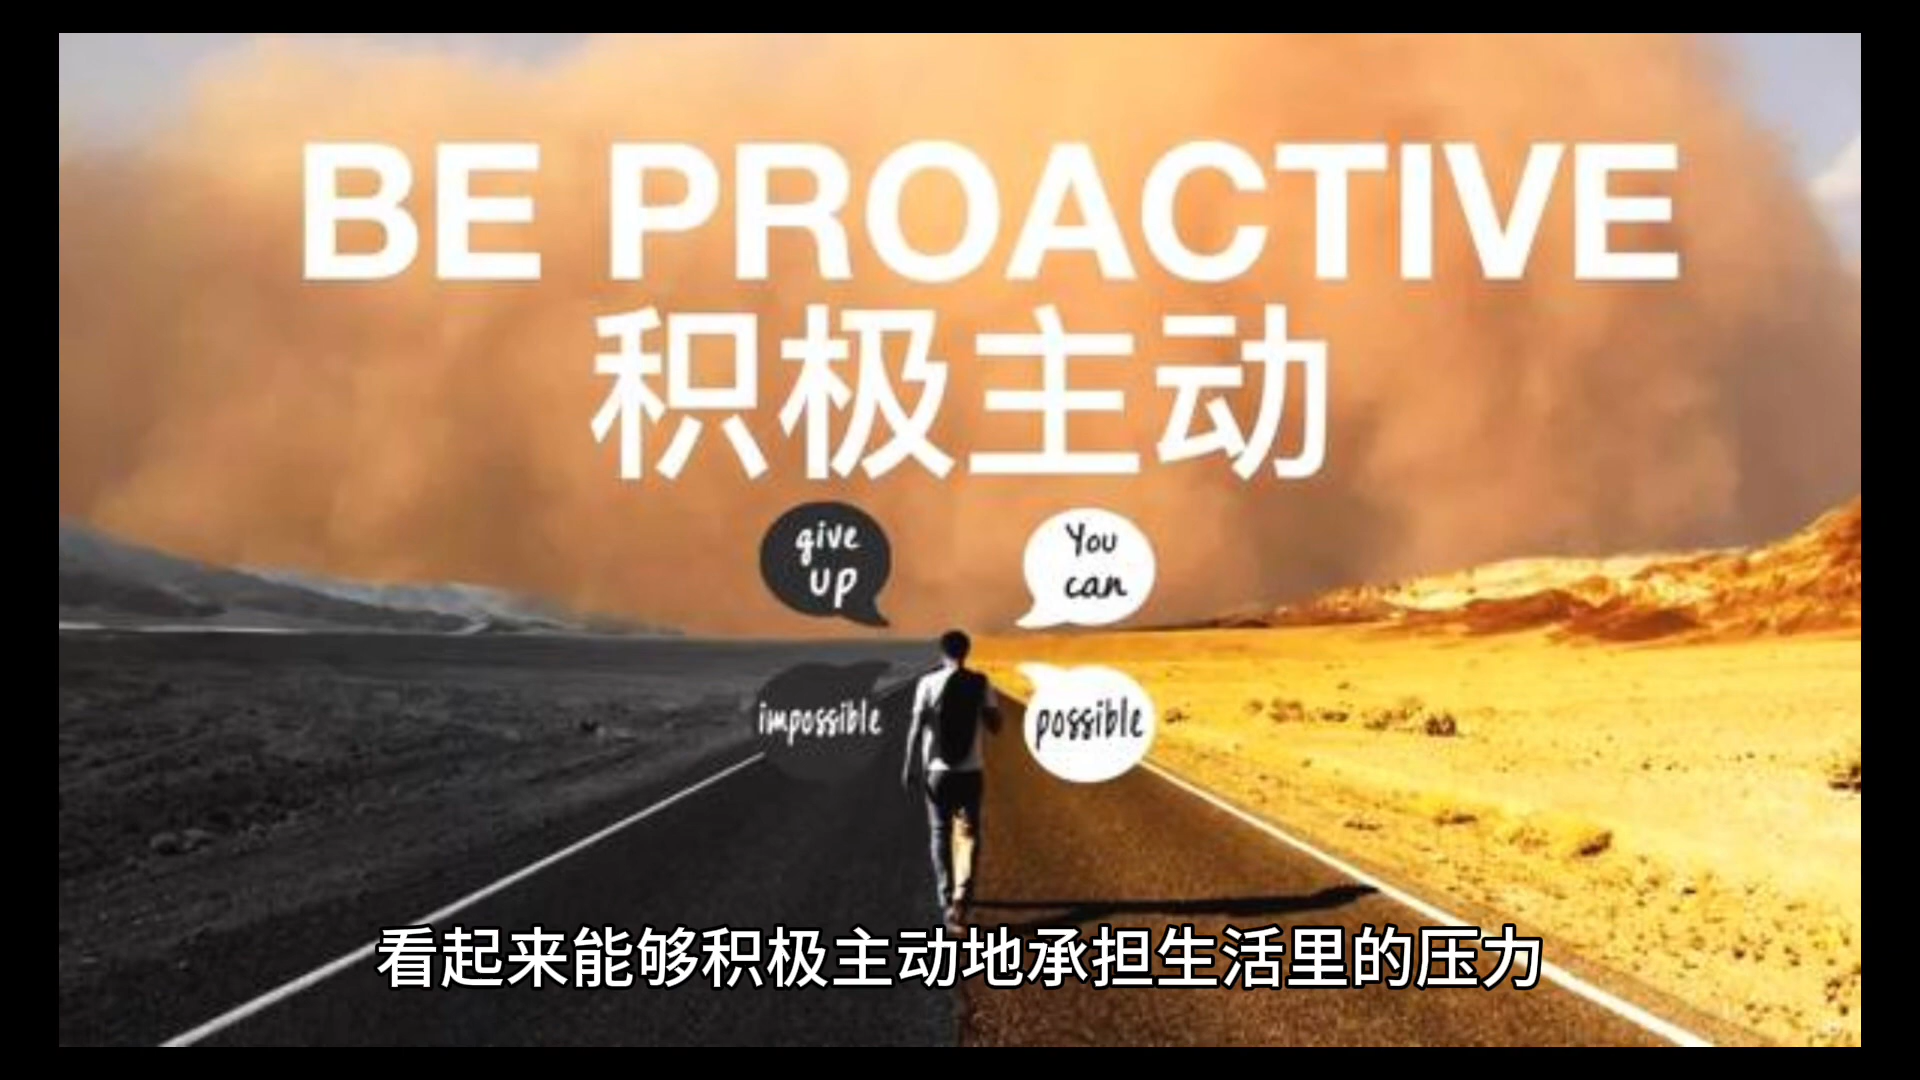 BE PROACTIVE
积极主动
give
up
You
can
impossible
possible
看起来能够积极主动地承担生活里的压力